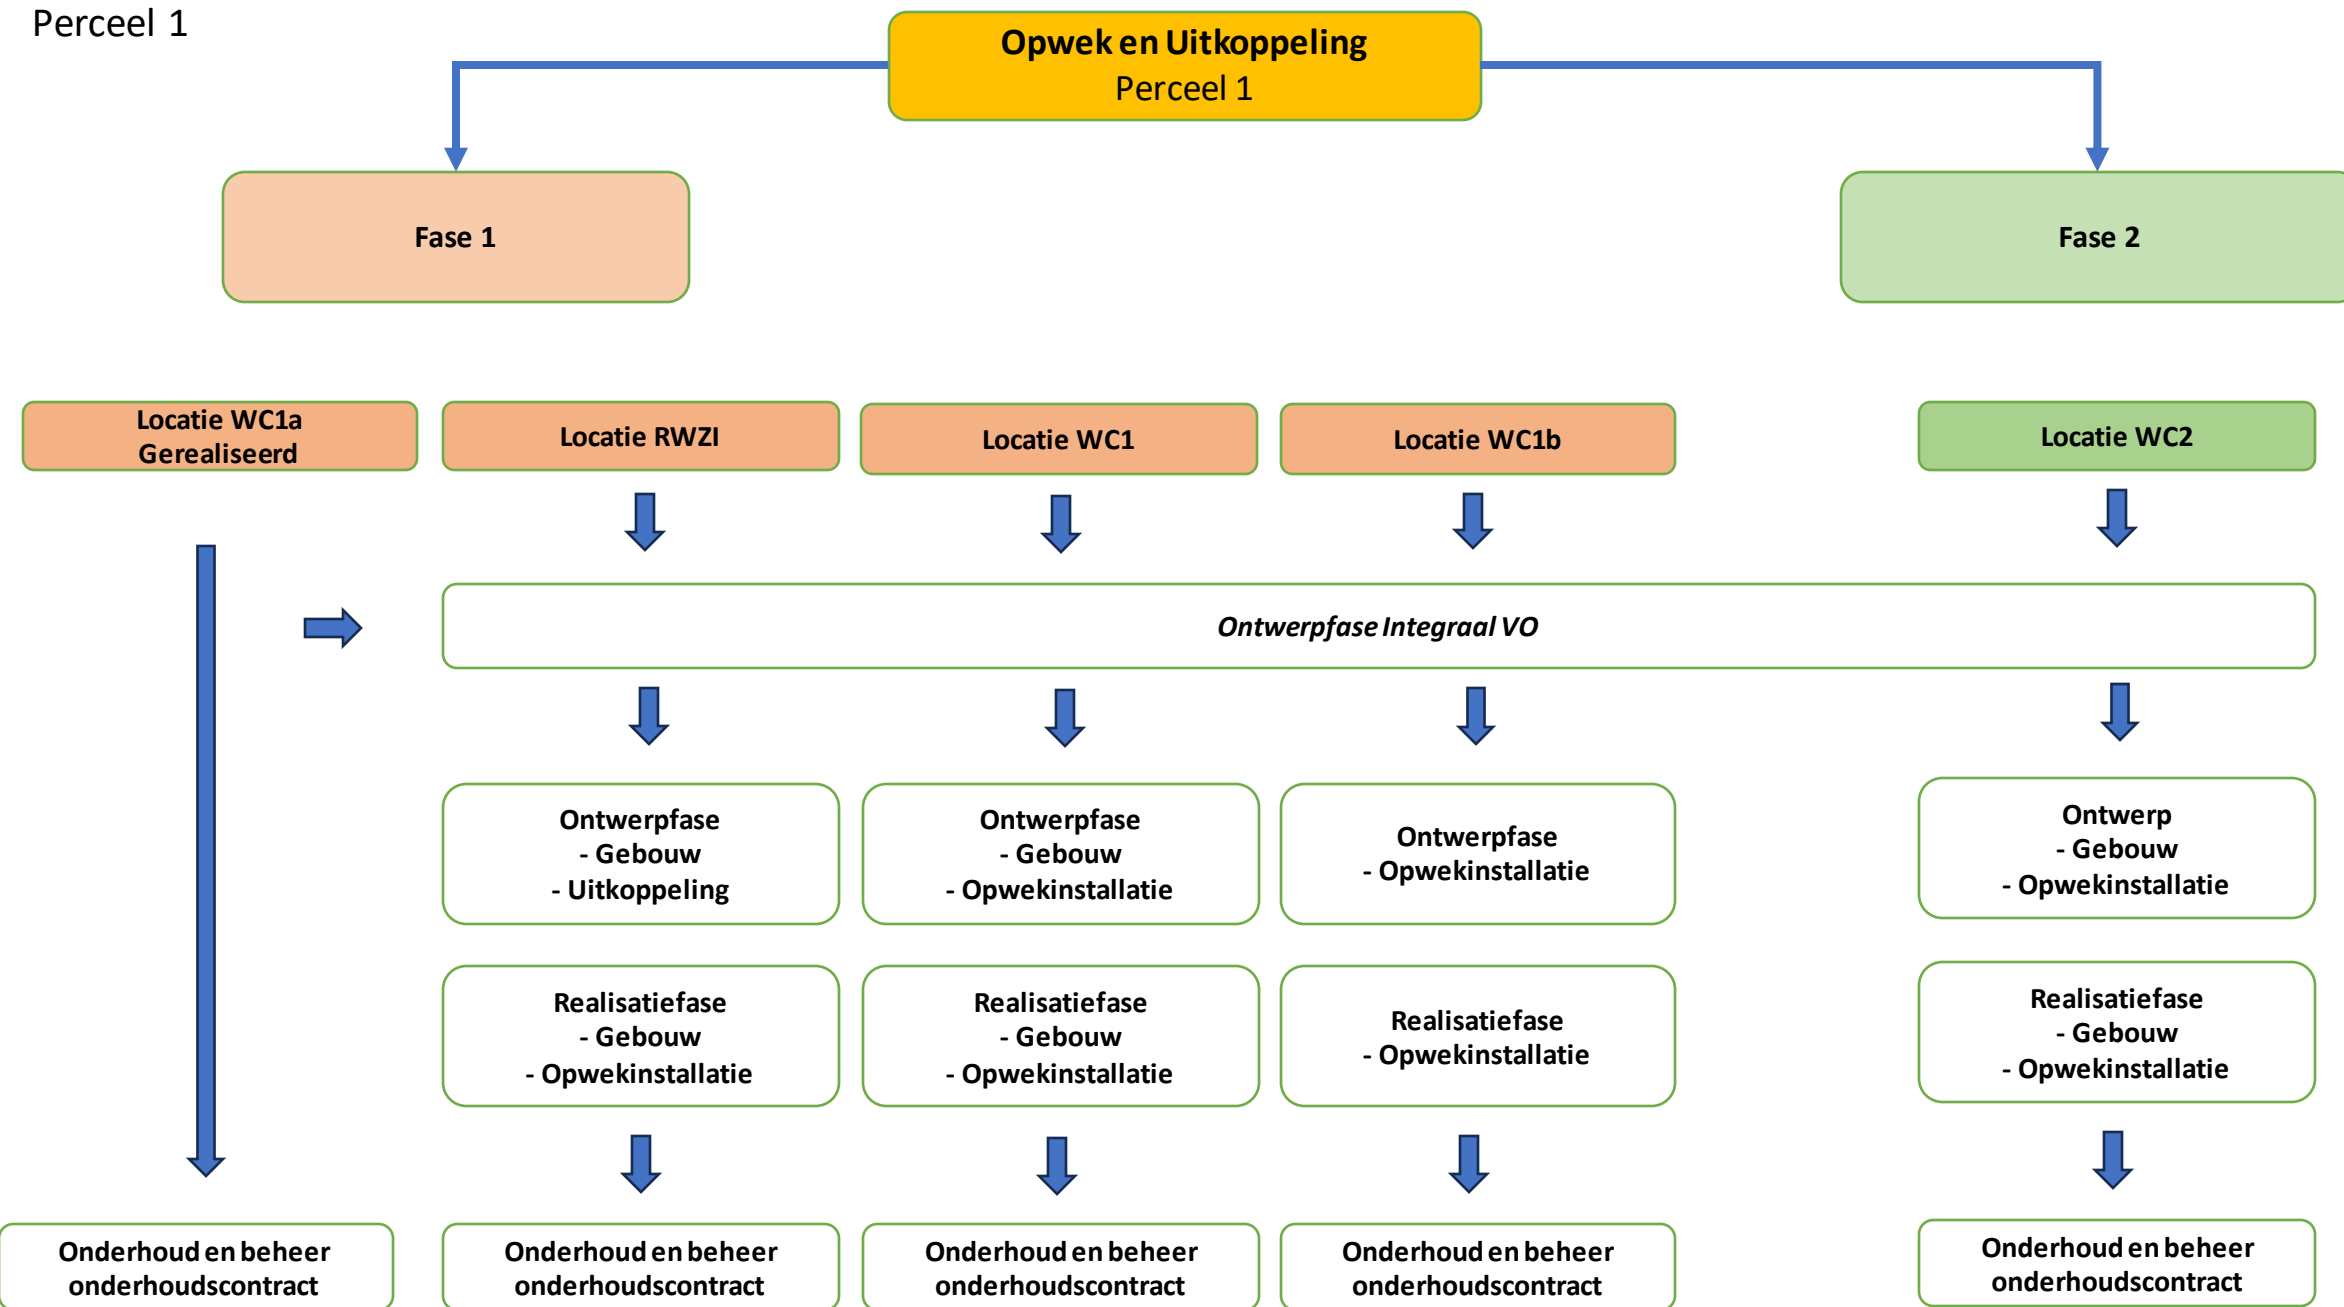 Perceel 1
Opwek en Uitkoppeling
Perceel 1
Fase 1
Fase 2
Locatie WC1a
Gerealiseerd
Locatie RWZI
Locatie WC1
Locatie WC1b
Locatie WC2
Ontwerpfase Integraal VO
Ontwerpfase
- Gebouw
- Uitkoppeling
Ontwerpfase
- Gebouw
- Opwekinstallatie
Ontwerpfase
- Opwekinstallatie
Ontwerp
- Gebouw
- Opwekinstallatie
Realisatiefase
- Gebouw
- Opwekinstallatie
Realisatiefase
- Gebouw
- Opwekinstallatie
Realisatiefase
- Opwekinstallatie
Realisatiefase
- Gebouw
- Opwekinstallatie
Onderhoud en beheer
onderhoudscontract
Onderhoud en beheer
onderhoudscontract
Onderhoud en beheer
onderhoudscontract
Onderhoud en beheer
onderhoudscontract
Onderhoud en beheer
onderhoudscontract